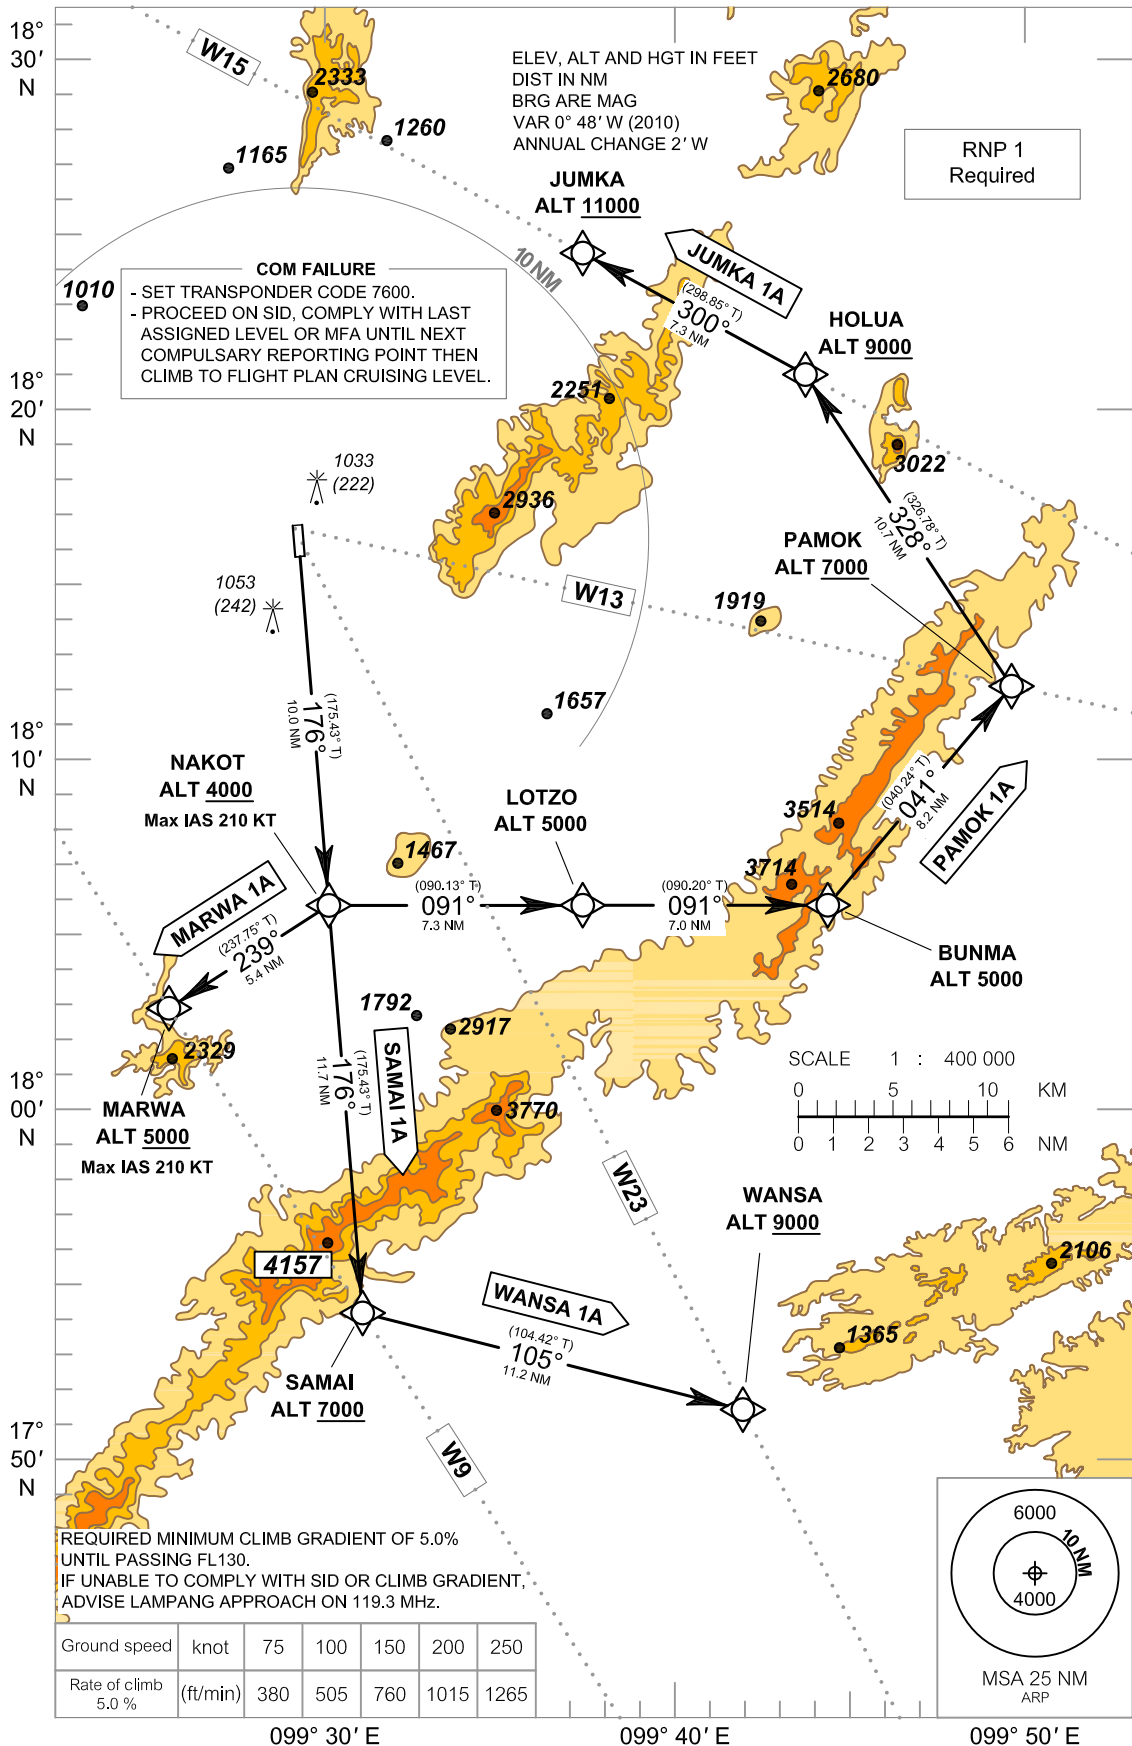 18°
30′
N
W15
2333
1260
1165
ELEV, ALT AND HGT IN FEET
DIST IN NM
BRG ARE MAG
VAR 0° 48′ W (2010)
ANNUAL CHANGE 2′ W
2680
RNP 1
Required
JUMKA
ALT 11000
10 NM
JUMKA 1A
(298.85° T)
300°
7.3 NM
1010
COM FAILURE
- SET TRANSPONDER CODE 7600.
- PROCEED ON SID, COMPLY WITH LAST
ASSIGNED LEVEL OR MFA UNTIL NEXT
COMPULSARY REPORTING POINT THEN
CLIMB TO FLIGHT PLAN CRUISING LEVEL.
HOLUA
ALT 9000
18°
20′
N
2251
3022
1033
(222)
2936
(326.78° T)
328°
10.7 NM
PAMOK
ALT 7000
1053
(242)
W13
1919
(175.43° T)
176°
10.0 NM
1657
18°
10′
N
NAKOT
ALT 4000
Max IAS 210 KT
LOTZO
ALT 5000
3514
(040.24° T)
041°
8.2 NM
PAMOK 1A
1467
3714
MARWA 1A
(090.13° T)
091°
7.3 NM
(090.20° T)
091°
7.0 NM
(237.75° T)
239°
5.4 NM
BUNMA
ALT 5000
1792
2917
2329
SAMAI 1A
(175.43° T)
176°
11.7 NM
SCALE 1 : 400 000
0 5 10 KM
0 1 2 3 4 5 6 NM
18°
00′
N
MARWA
ALT 5000
Max IAS 210 KT
3770
W23
WANSA
ALT 9000
4157
2106
WANSA 1A
(104.42° T)
105°
11.2 NM
1365
SAMAI
ALT 7000
17°
50′
N
W9
REQUIRED MINIMUM CLIMB GRADIENT OF 5.0%
UNTIL PASSING FL130.
IF UNABLE TO COMPLY WITH SID OR CLIMB GRADIENT,
ADVISE LAMPANG APPROACH ON 119.3 MHz.
6000
10 NM
4000
MSA 25 NM
ARP
Ground speed knot 75 100 150 200 250
Rate of climb
5.0 % (ft/min) 380 505 760 1015 1265
099° 30′ E 099° 40′ E 099° 50′ E